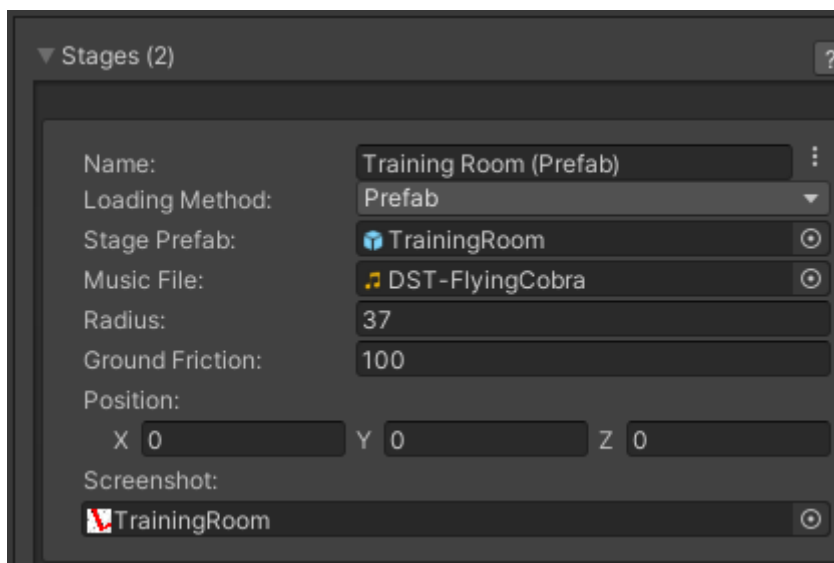 Stages (2)
?
Name: Training Room (Prefab)
Loading Method: Prefab
Stage Prefab: TrainingRoom
Music File: DST-FlyingCobra
Radius: 37
Ground Friction: 100
Position:
X 0 Y 0 Z 0
Screenshot:
TrainingRoom